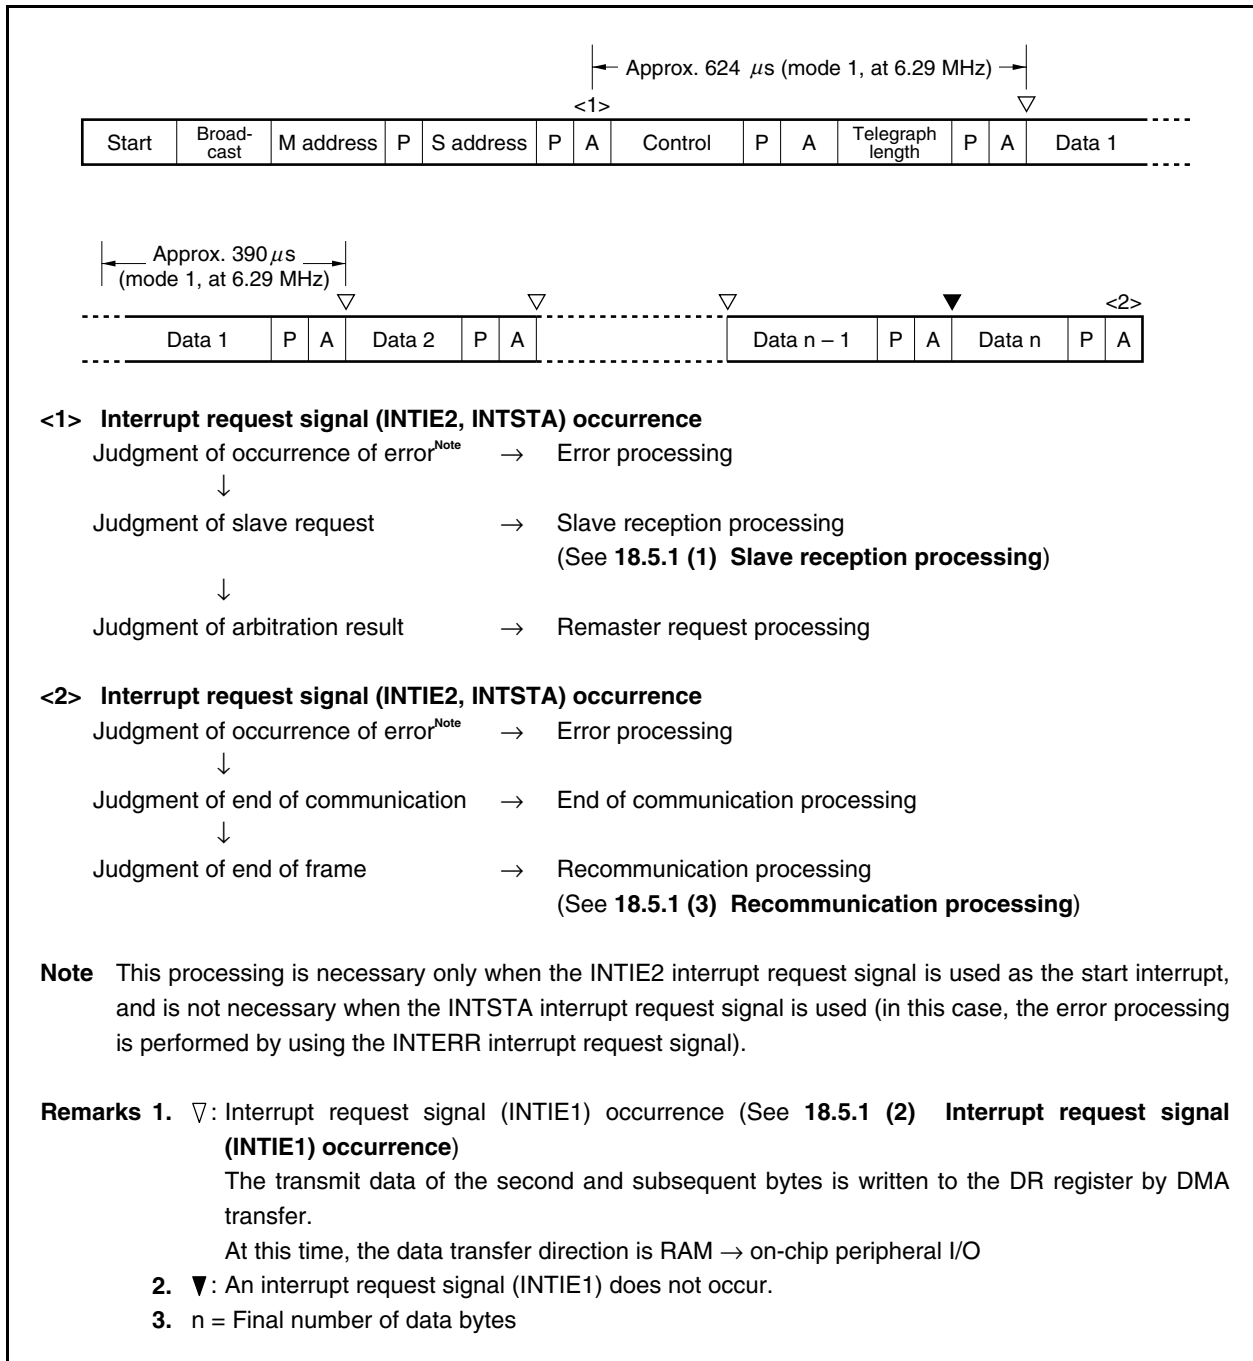 Approx. 624 μs (mode 1, at 6.29 MHz)
<1> ▽
Start Broad-cast M address P S address P A Control P A Telegraph length P A Data 1
Approx. 390 μs
(mode 1, at 6.29 MHz)
▽ ▽ ▽ ▼ <2>
Data 1 P A Data 2 P A Data n – 1 P A Data n P A
<1> Interrupt request signal (INTIE2, INTSTA) occurrence
Judgment of occurrence of errorNote → Error processing
↓
Judgment of slave request → Slave reception processing
(See 18.5.1 (1) Slave reception processing)
↓
Judgment of arbitration result → Remaster request processing
<2> Interrupt request signal (INTIE2, INTSTA) occurrence
Judgment of occurrence of errorNote → Error processing
↓
Judgment of end of communication → End of communication processing
↓
Judgment of end of frame → Recommunication processing
(See 18.5.1 (3) Recommunication processing)
Note This processing is necessary only when the INTIE2 interrupt request signal is used as the start interrupt,
and is not necessary when the INTSTA interrupt request signal is used (in this case, the error processing
is performed by using the INTERR interrupt request signal).
Remarks 1. ▽: Interrupt request signal (INTIE1) occurrence (See 18.5.1 (2) Interrupt request signal
(INTIE1) occurrence)
The transmit data of the second and subsequent bytes is written to the DR register by DMA
transfer.
At this time, the data transfer direction is RAM → on-chip peripheral I/O
2. ▼: An interrupt request signal (INTIE1) does not occur.
3. n = Final number of data bytes